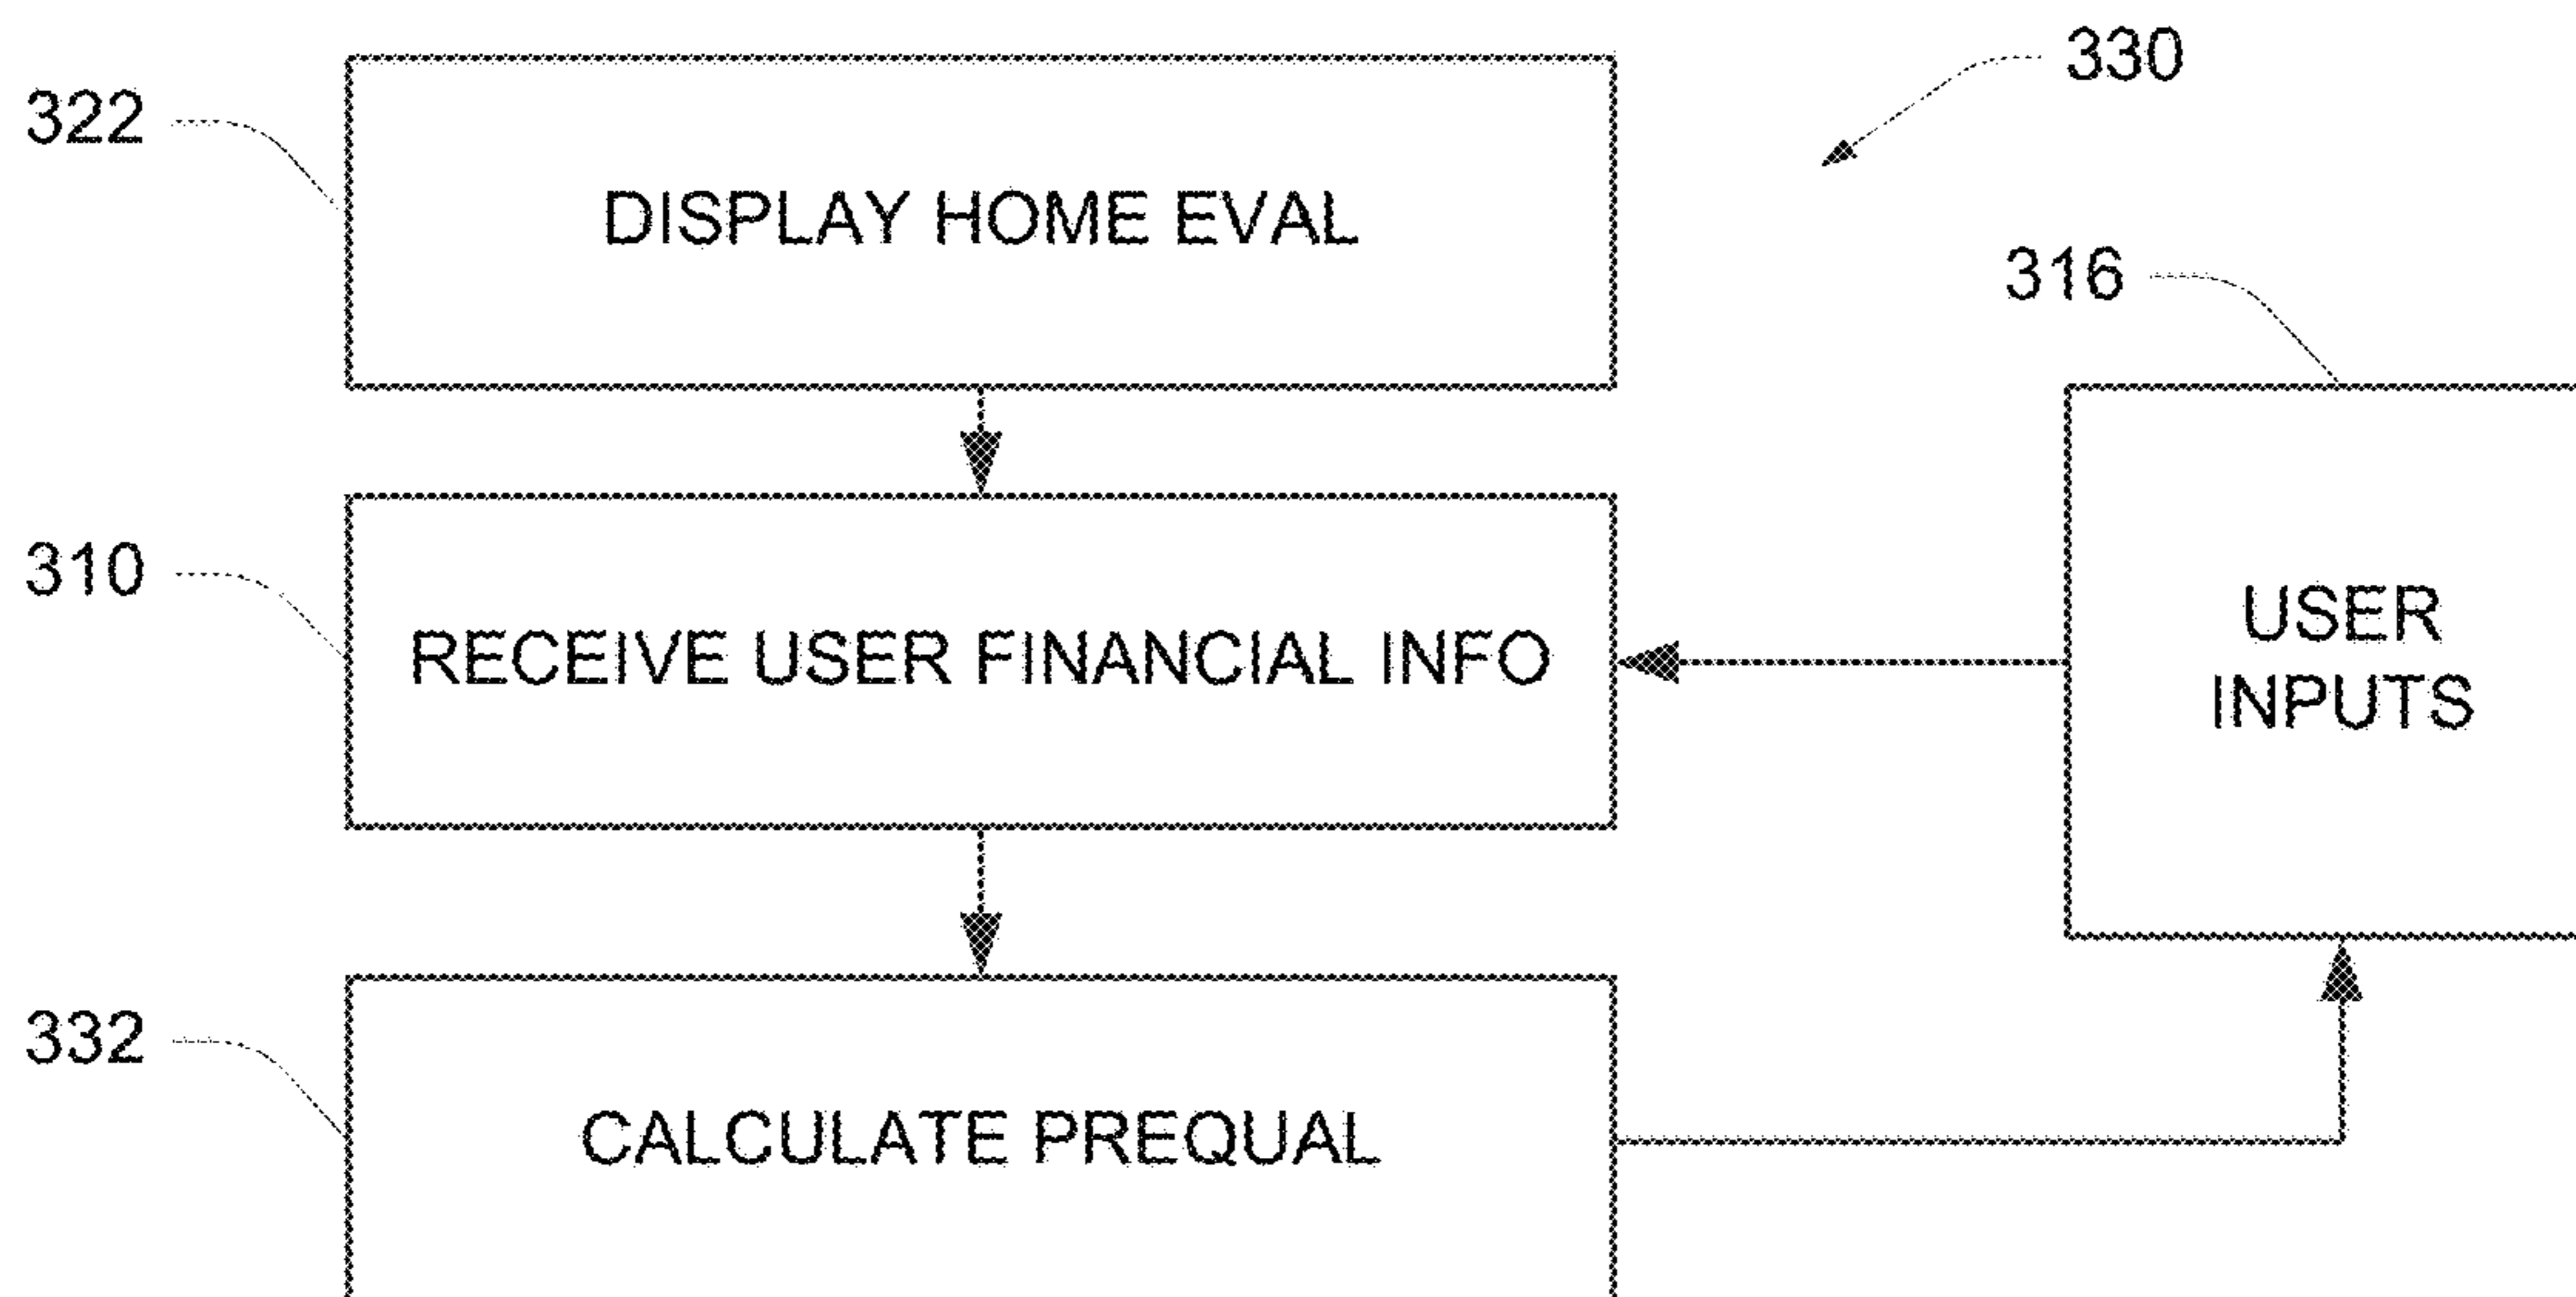 330
322
DISPLAY HOME EVAL
316
310
RECEIVE USER FINANCIAL INFO
USER
INPUTS
332
CALCULATE PREQUAL